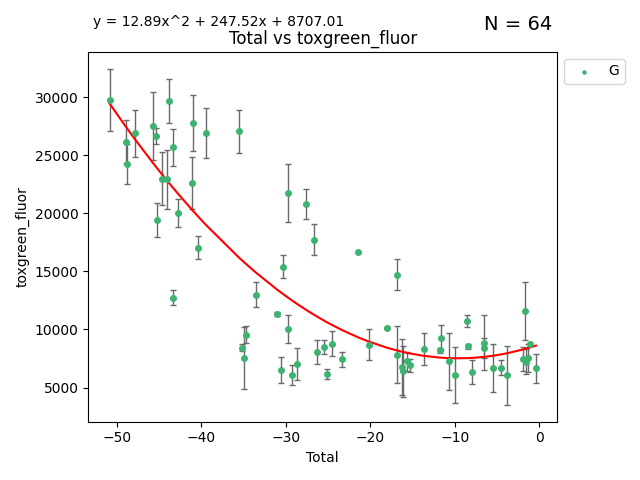 y = 12.89x^2 + 247.52x + 8707.01
N = 64
Total vs toxgreen_fluor
G
toxgreen_fluor
30000
25000
20000
15000
10000
5000
−50
−40
−30
−20
−10
0
Total